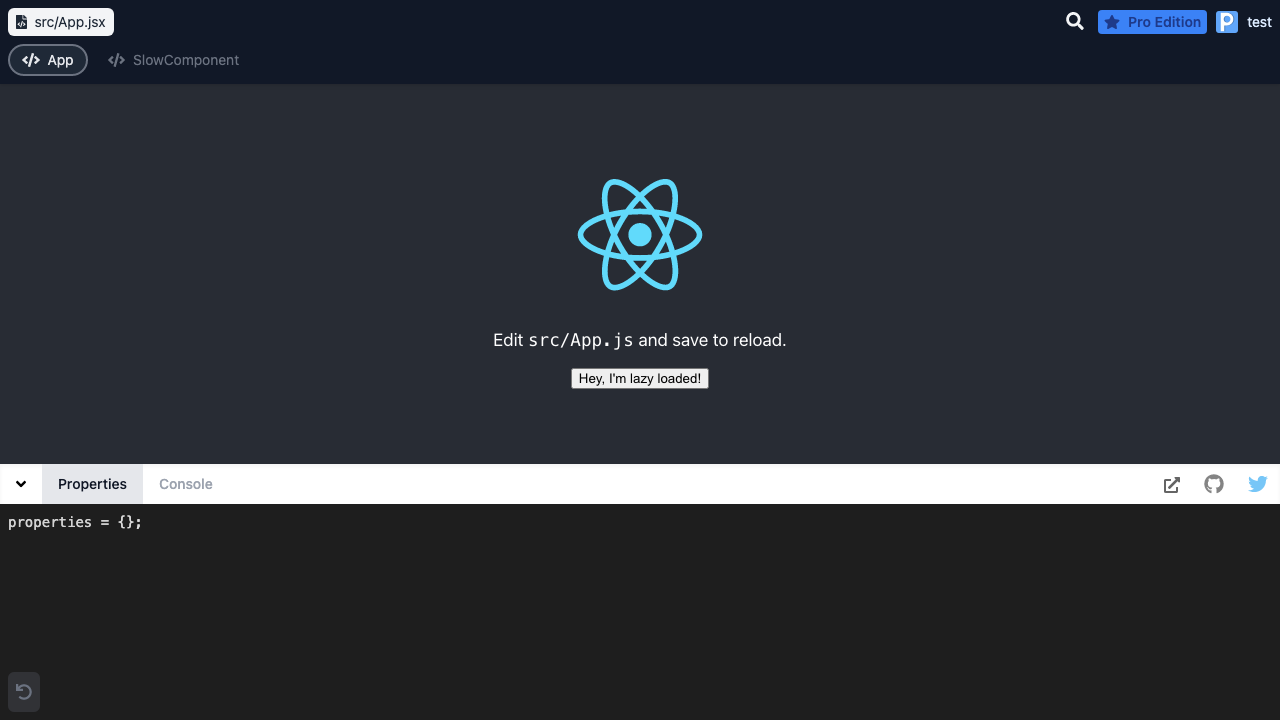 src/App.jsx
Pro Edition
test
App
SlowComponent
Edit src/App.js and save to reload.
Hey, I'm lazy loaded!
Properties
Console
properties = {};